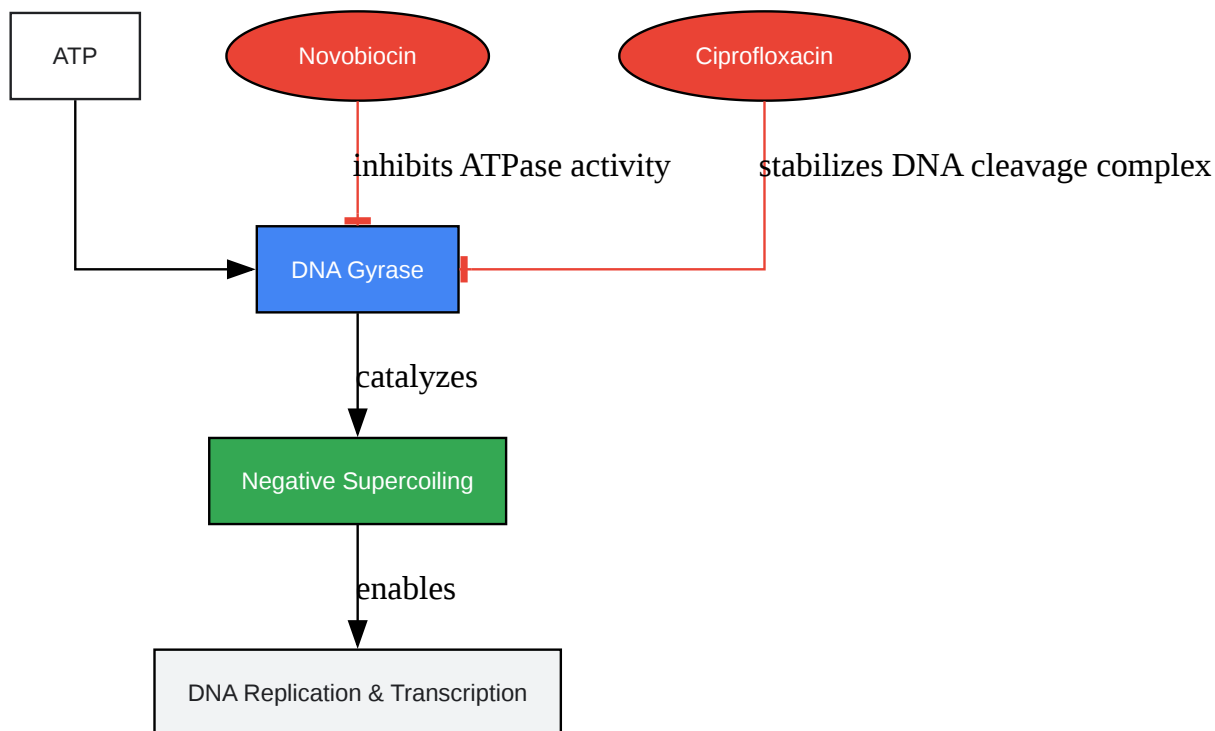 ATP
Novobiocin
Ciprofloxacin
inhibits ATPase activity
stabilizes DNA cleavage complex
DNA Gyrase
catalyzes
Negative Supercoiling
enables
DNA Replication & Transcription